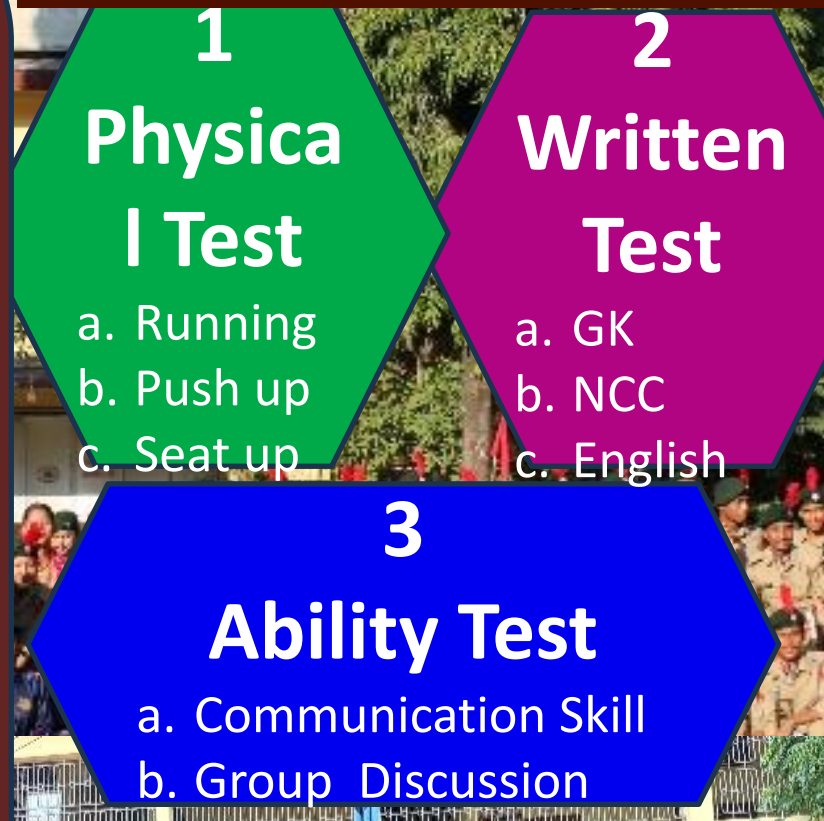 1
Physica
l Test
a. Running
b. Push up
c. Seat up
2
Written
Test
a. GK
b. NCC
c. English
3
Ability Test
a. Communication Skill
b. Group Discussion